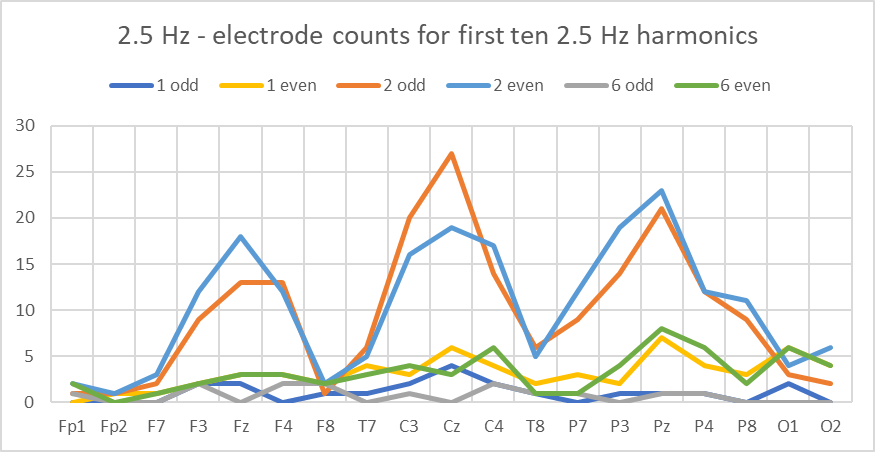 2.5 Hz - electrode counts for first ten 2.5 Hz harmonics
1 odd 1 even 2 odd 2 even 6 odd 6 even
30
25
20
15
10
5
0
Fp1 Fp2 F7 F3 Fz F4 F8 T7 C3 Cz C4 T8 P7 P3 Pz P4 P8 O1 O2